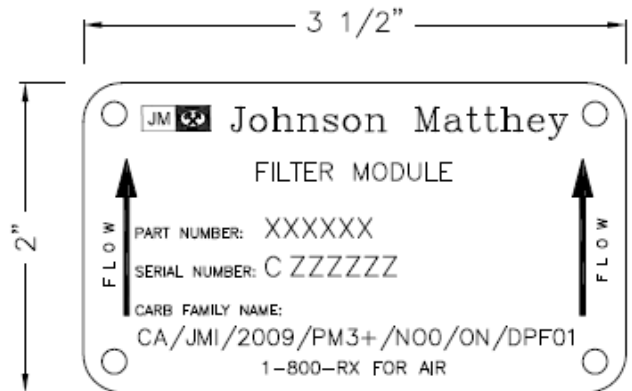 3 1/2”
2”
JM Johnson Matthey
FILTER MODULE
FLOW
FLOW
PART NUMBER: XXXXXX
SERIAL NUMBER: C ZZZZZZ
CARB FAMILY NAME:
CA/JMI/2009/PM3+/N00/ON/DPF01
1-800-RX FOR AIR